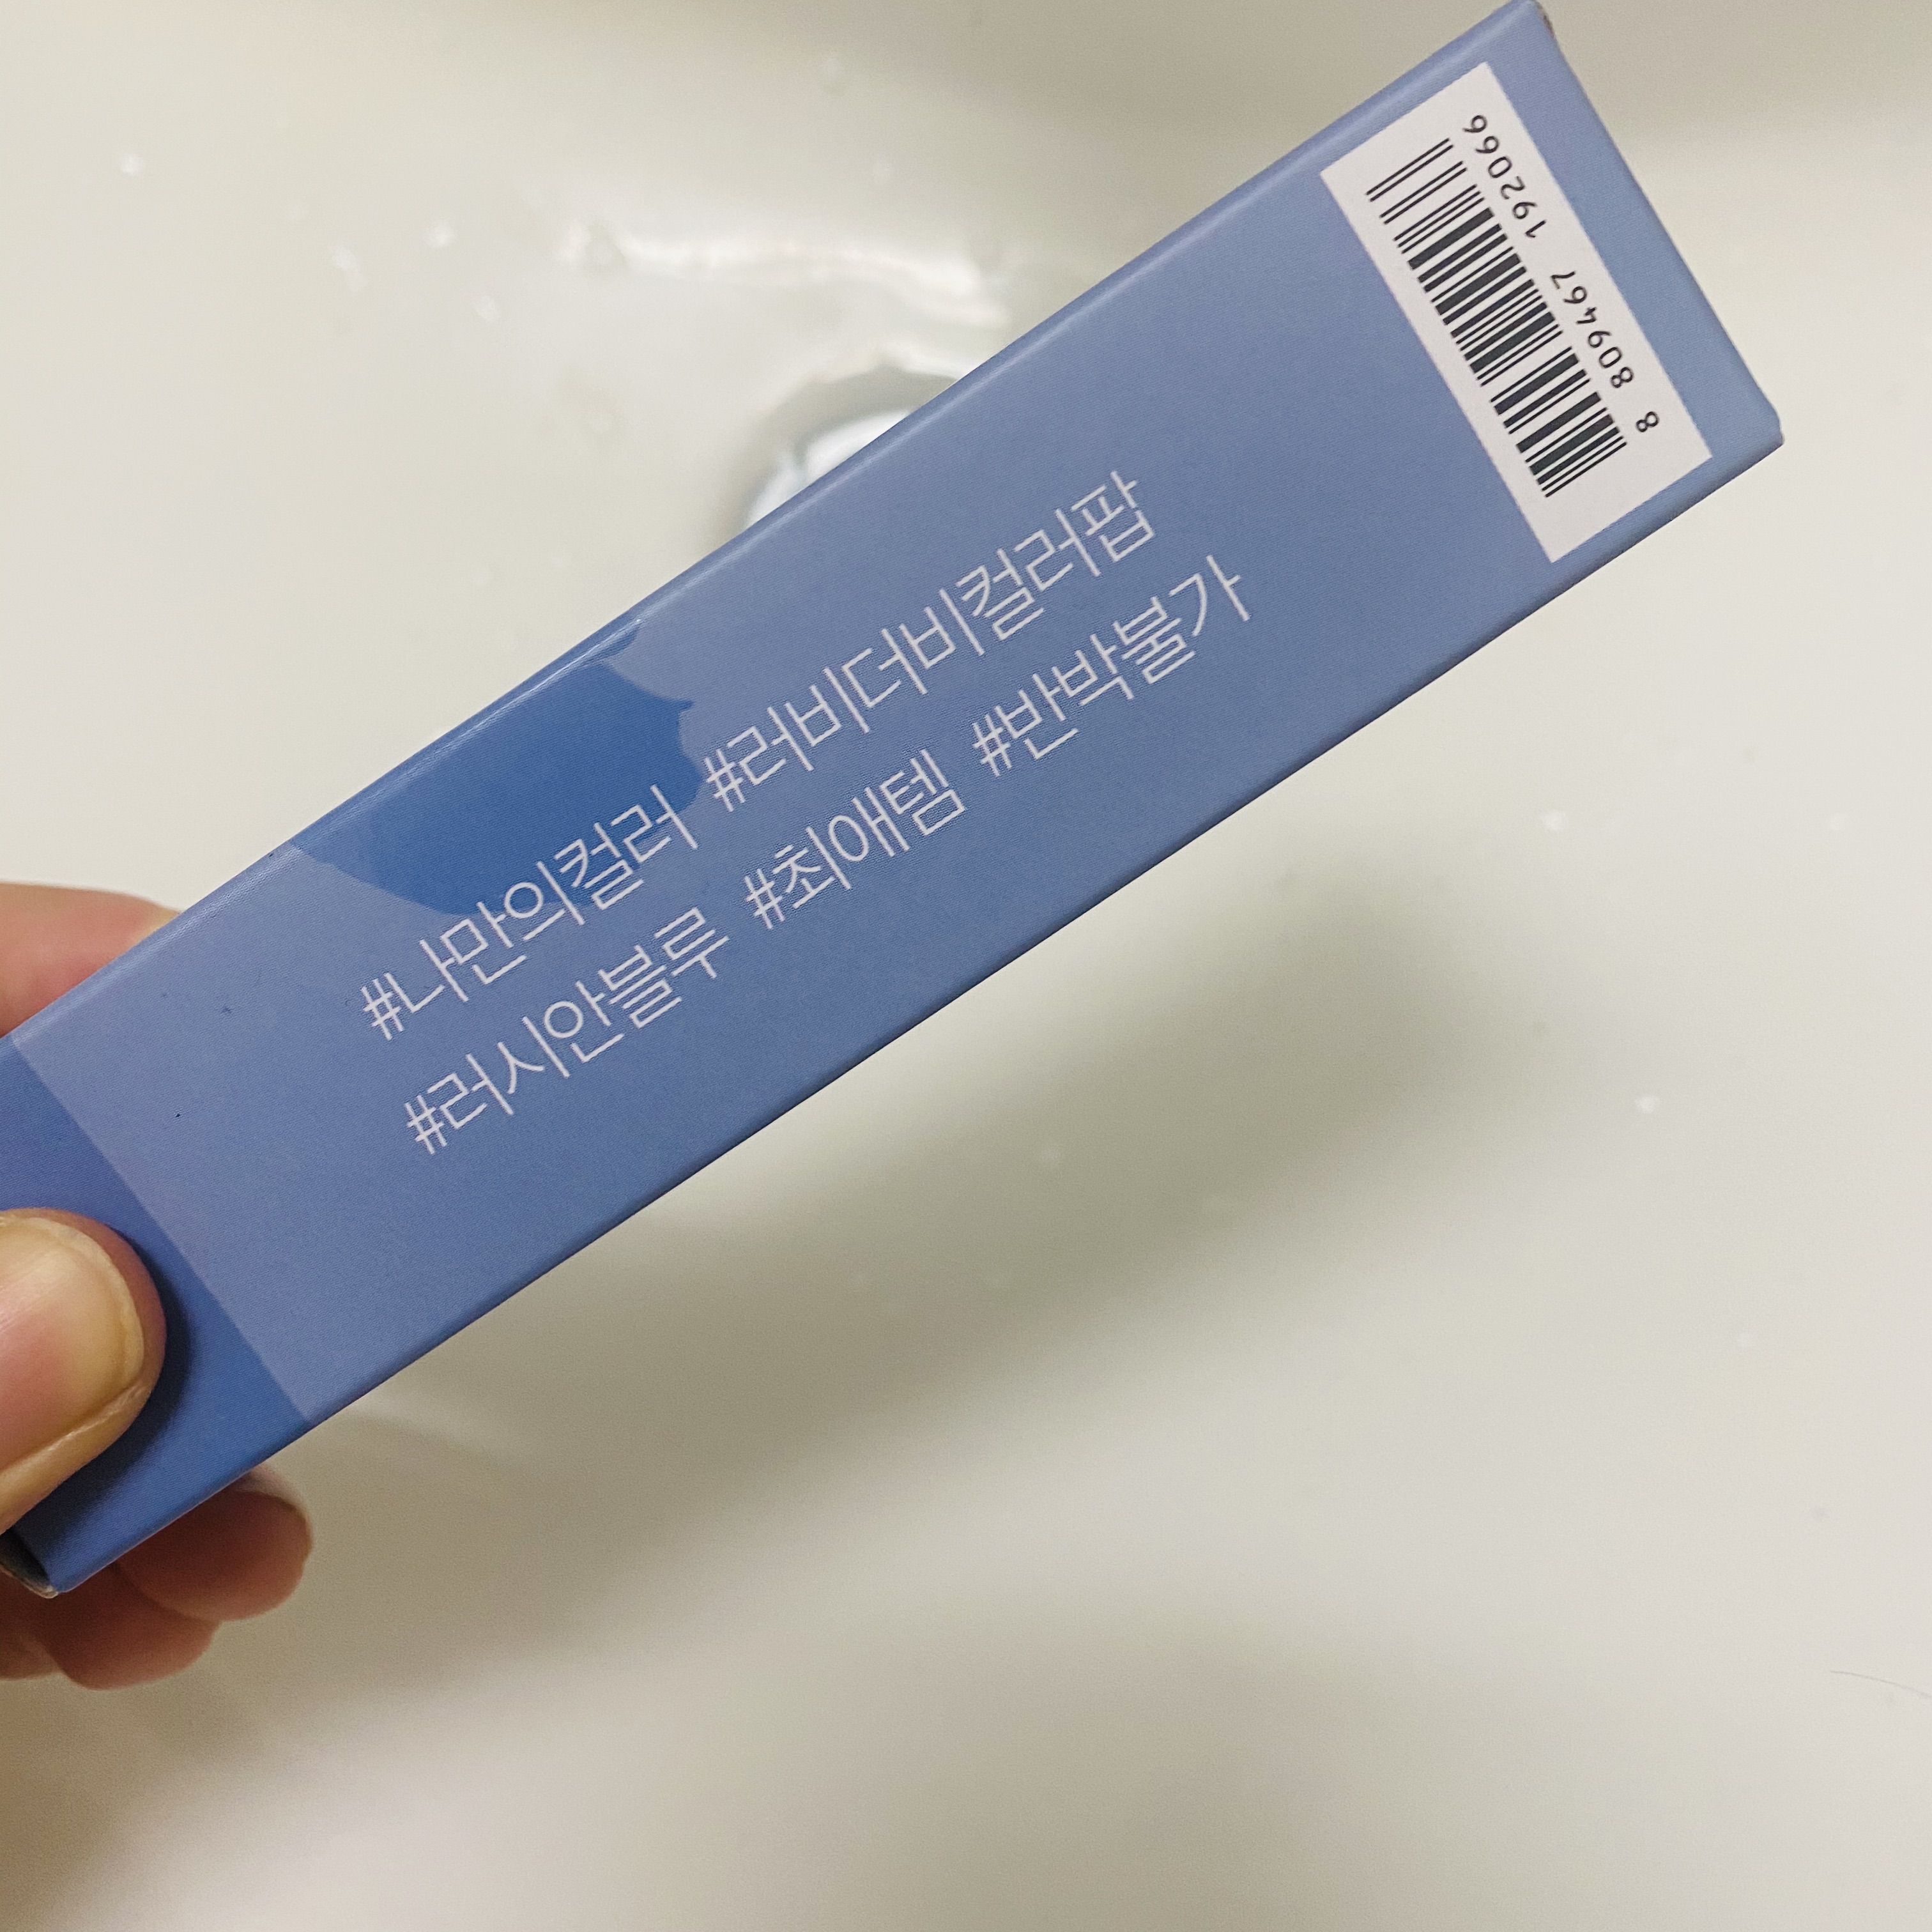 #나만의컬러 #러비더비컬러팝
#러시안블루 #최애템 #반박불가
8 809467 192066